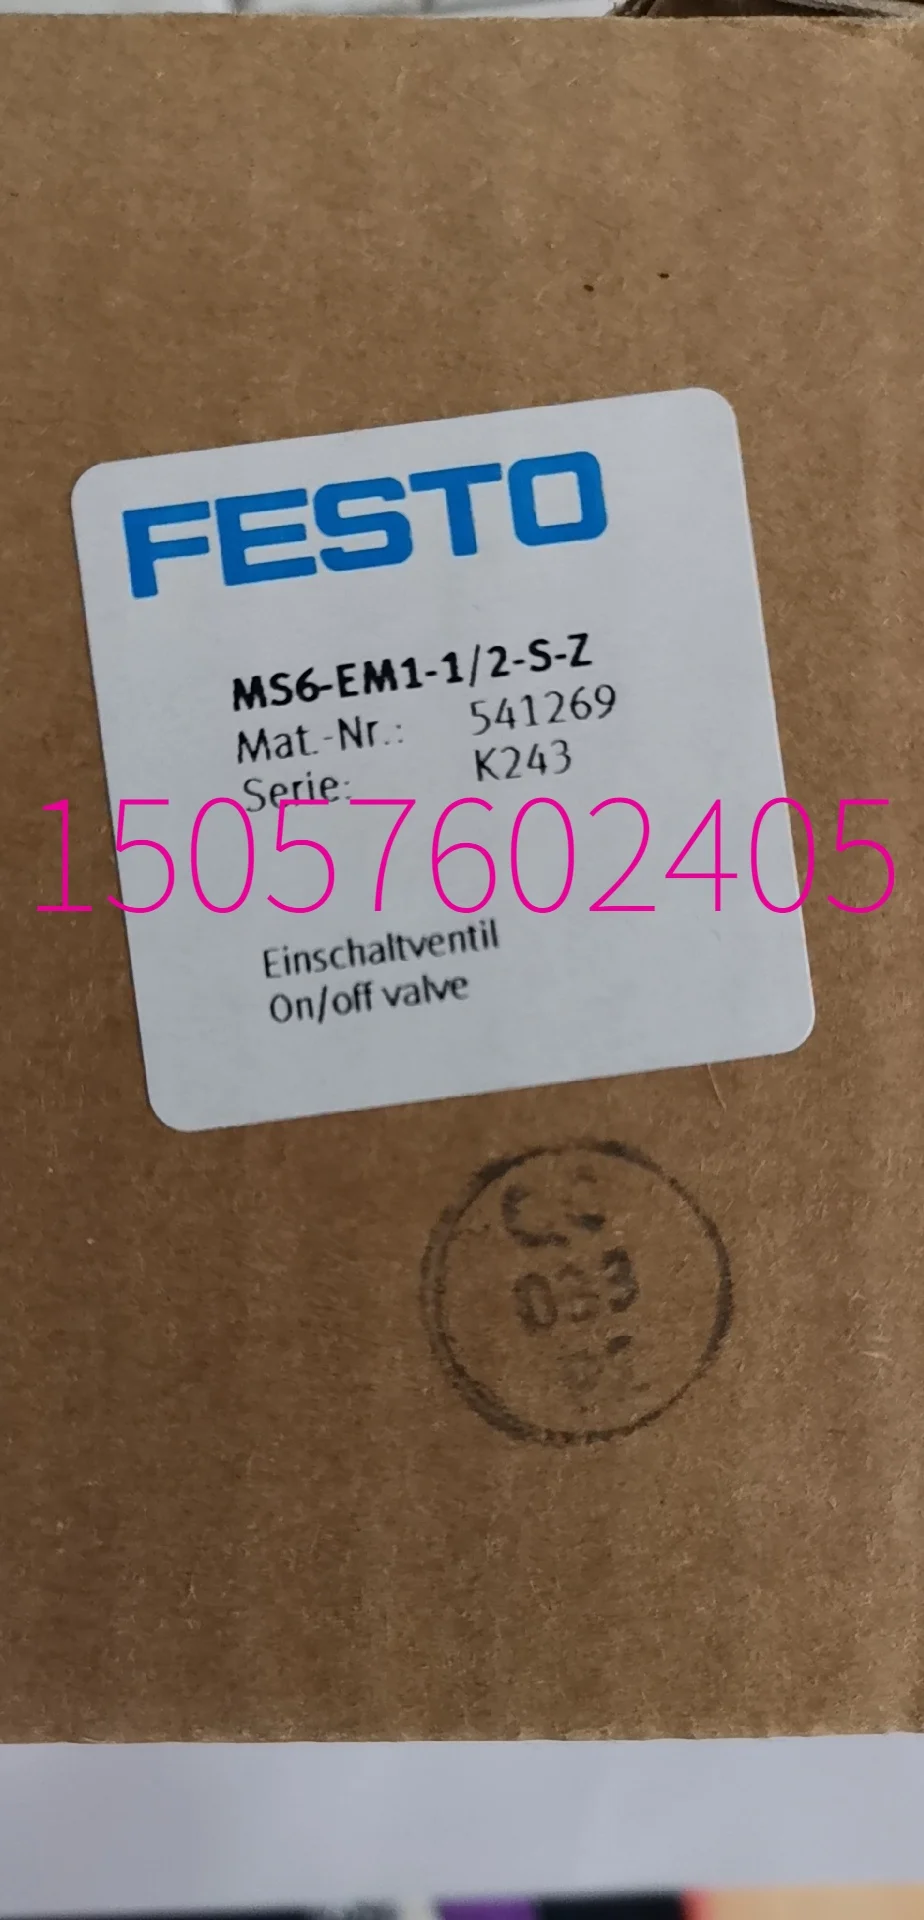 FESTO
MS6-EM1-1/2-S-Z
Mat.-Nr.: 541269
Serie: K243
15057602405
Einschaltventil
On/off valve